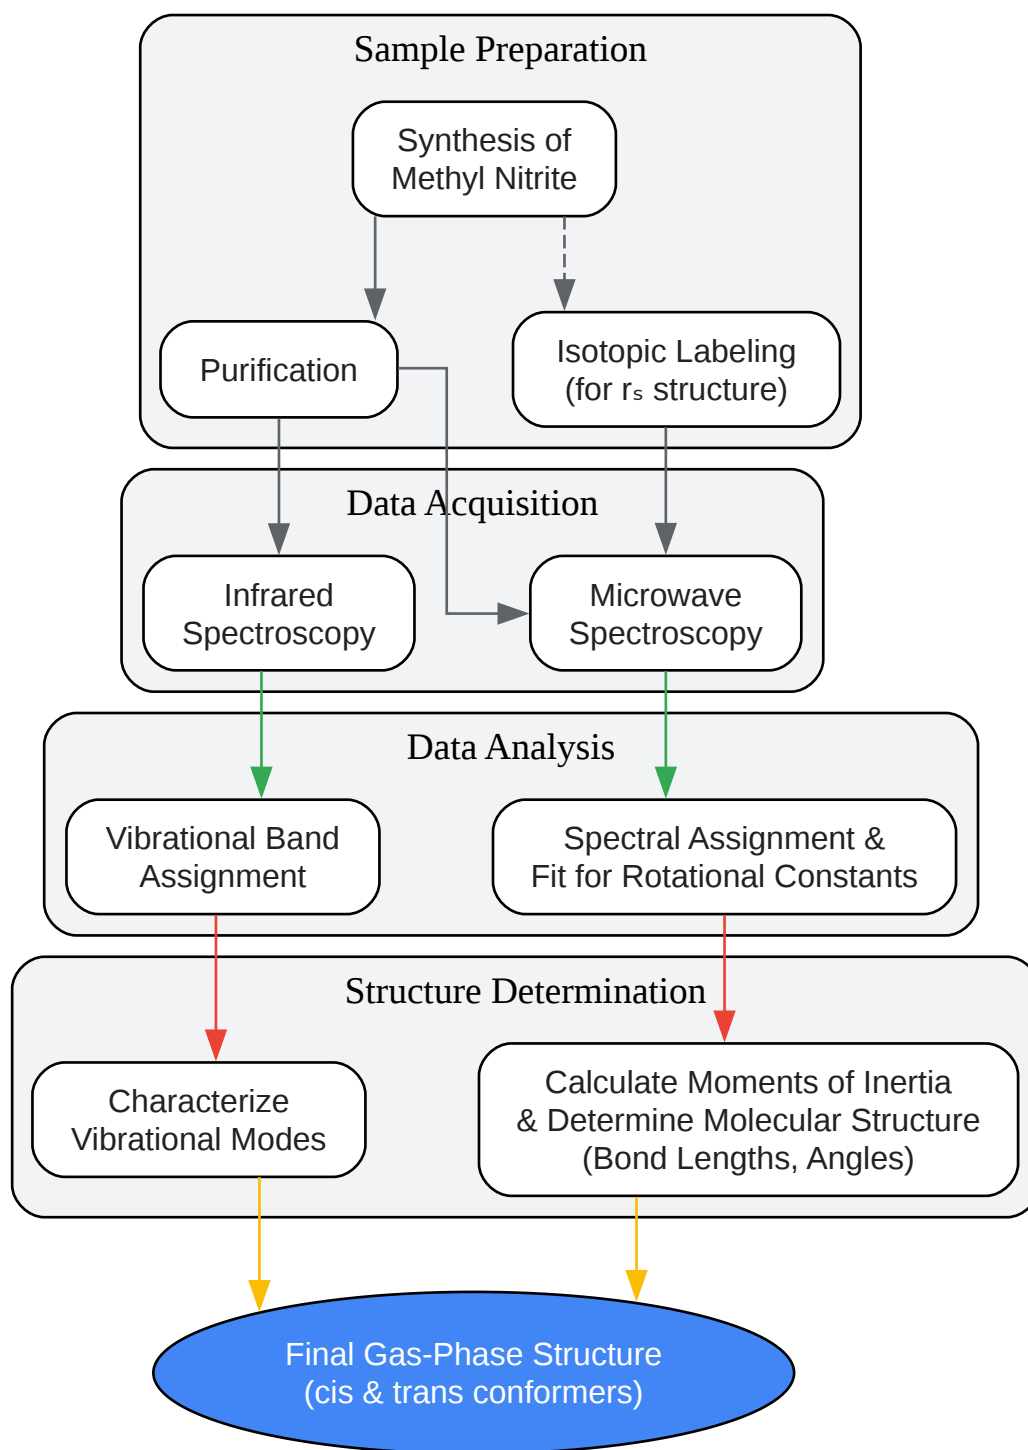 Sample Preparation
Synthesis of
Methyl Nitrite
Purification
Isotopic Labeling
(for rₛ structure)
Data Acquisition
Infrared
Spectroscopy
Microwave
Spectroscopy
Data Analysis
Vibrational Band
Assignment
Spectral Assignment &
Fit for Rotational Constants
Structure Determination
Characterize
Vibrational Modes
Calculate Moments of Inertia
& Determine Molecular Structure
(Bond Lengths, Angles)
Final Gas-Phase Structure
(cis & trans conformers)